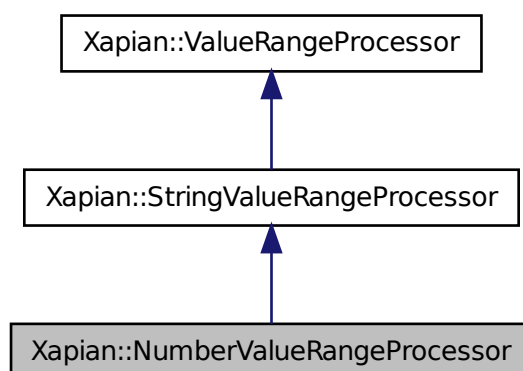 Xapian::ValueRangeProcessor
Xapian::StringValueRangeProcessor
Xapian::NumberValueRangeProcessor